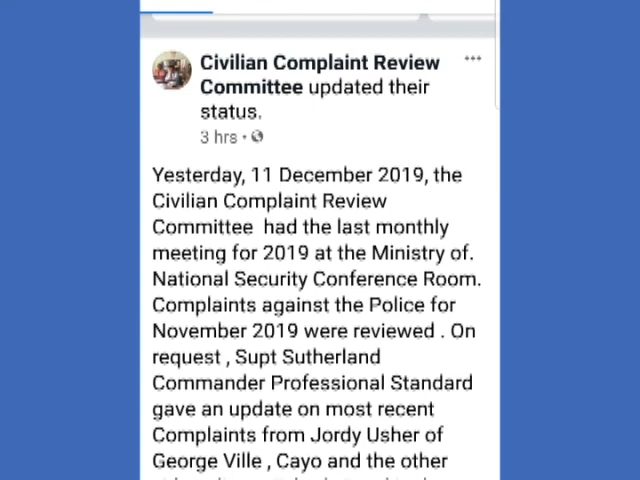 Civilian Complaint Review
Committee updated their
status.
3 hrs
Yesterday, 11 December 2019, the
Civilian Complaint Review
Committee had the last monthly
meeting for 2019 at the Ministry of.
National Security Conference Room.
Complaints against the Police for
November 2019 were reviewed . On
request , Supt Sutherland
Commander Professional Standard
gave an update on most recent
Complaints from Jordy Usher of
George Ville , Cayo and the other